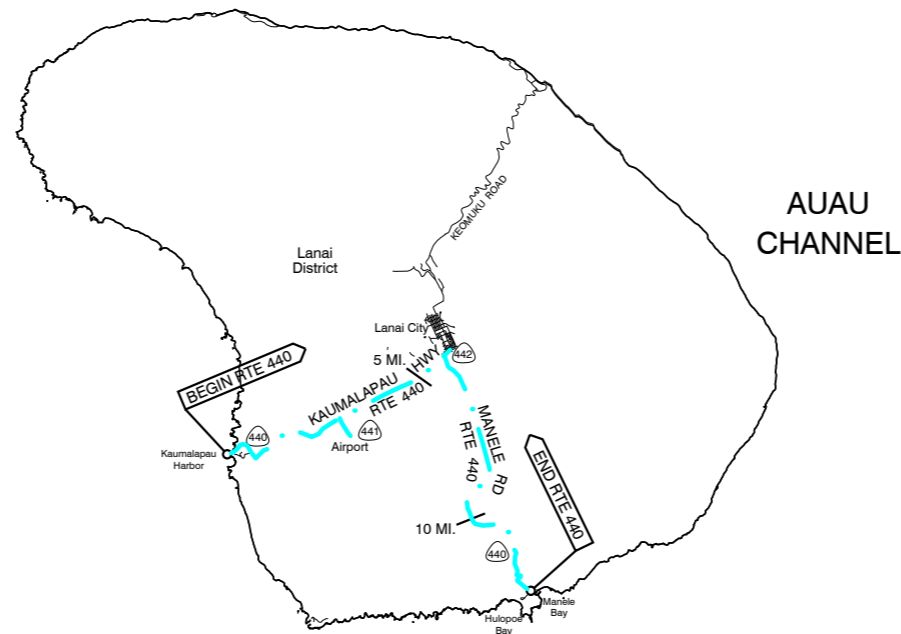 AUAU
CHANNEL
KEOMUKU ROAD
Lanai
District
Lanai City
442
5 MI.
BEGIN RTE 440
KAUMALAPAU HWY
RTE 440
440
441
Airport
Kaumalapau
Harbor
MANELE RD
RTE 440
END RTE 440
10 MI.
440
Manele
Bay
Hulopoe
Bay